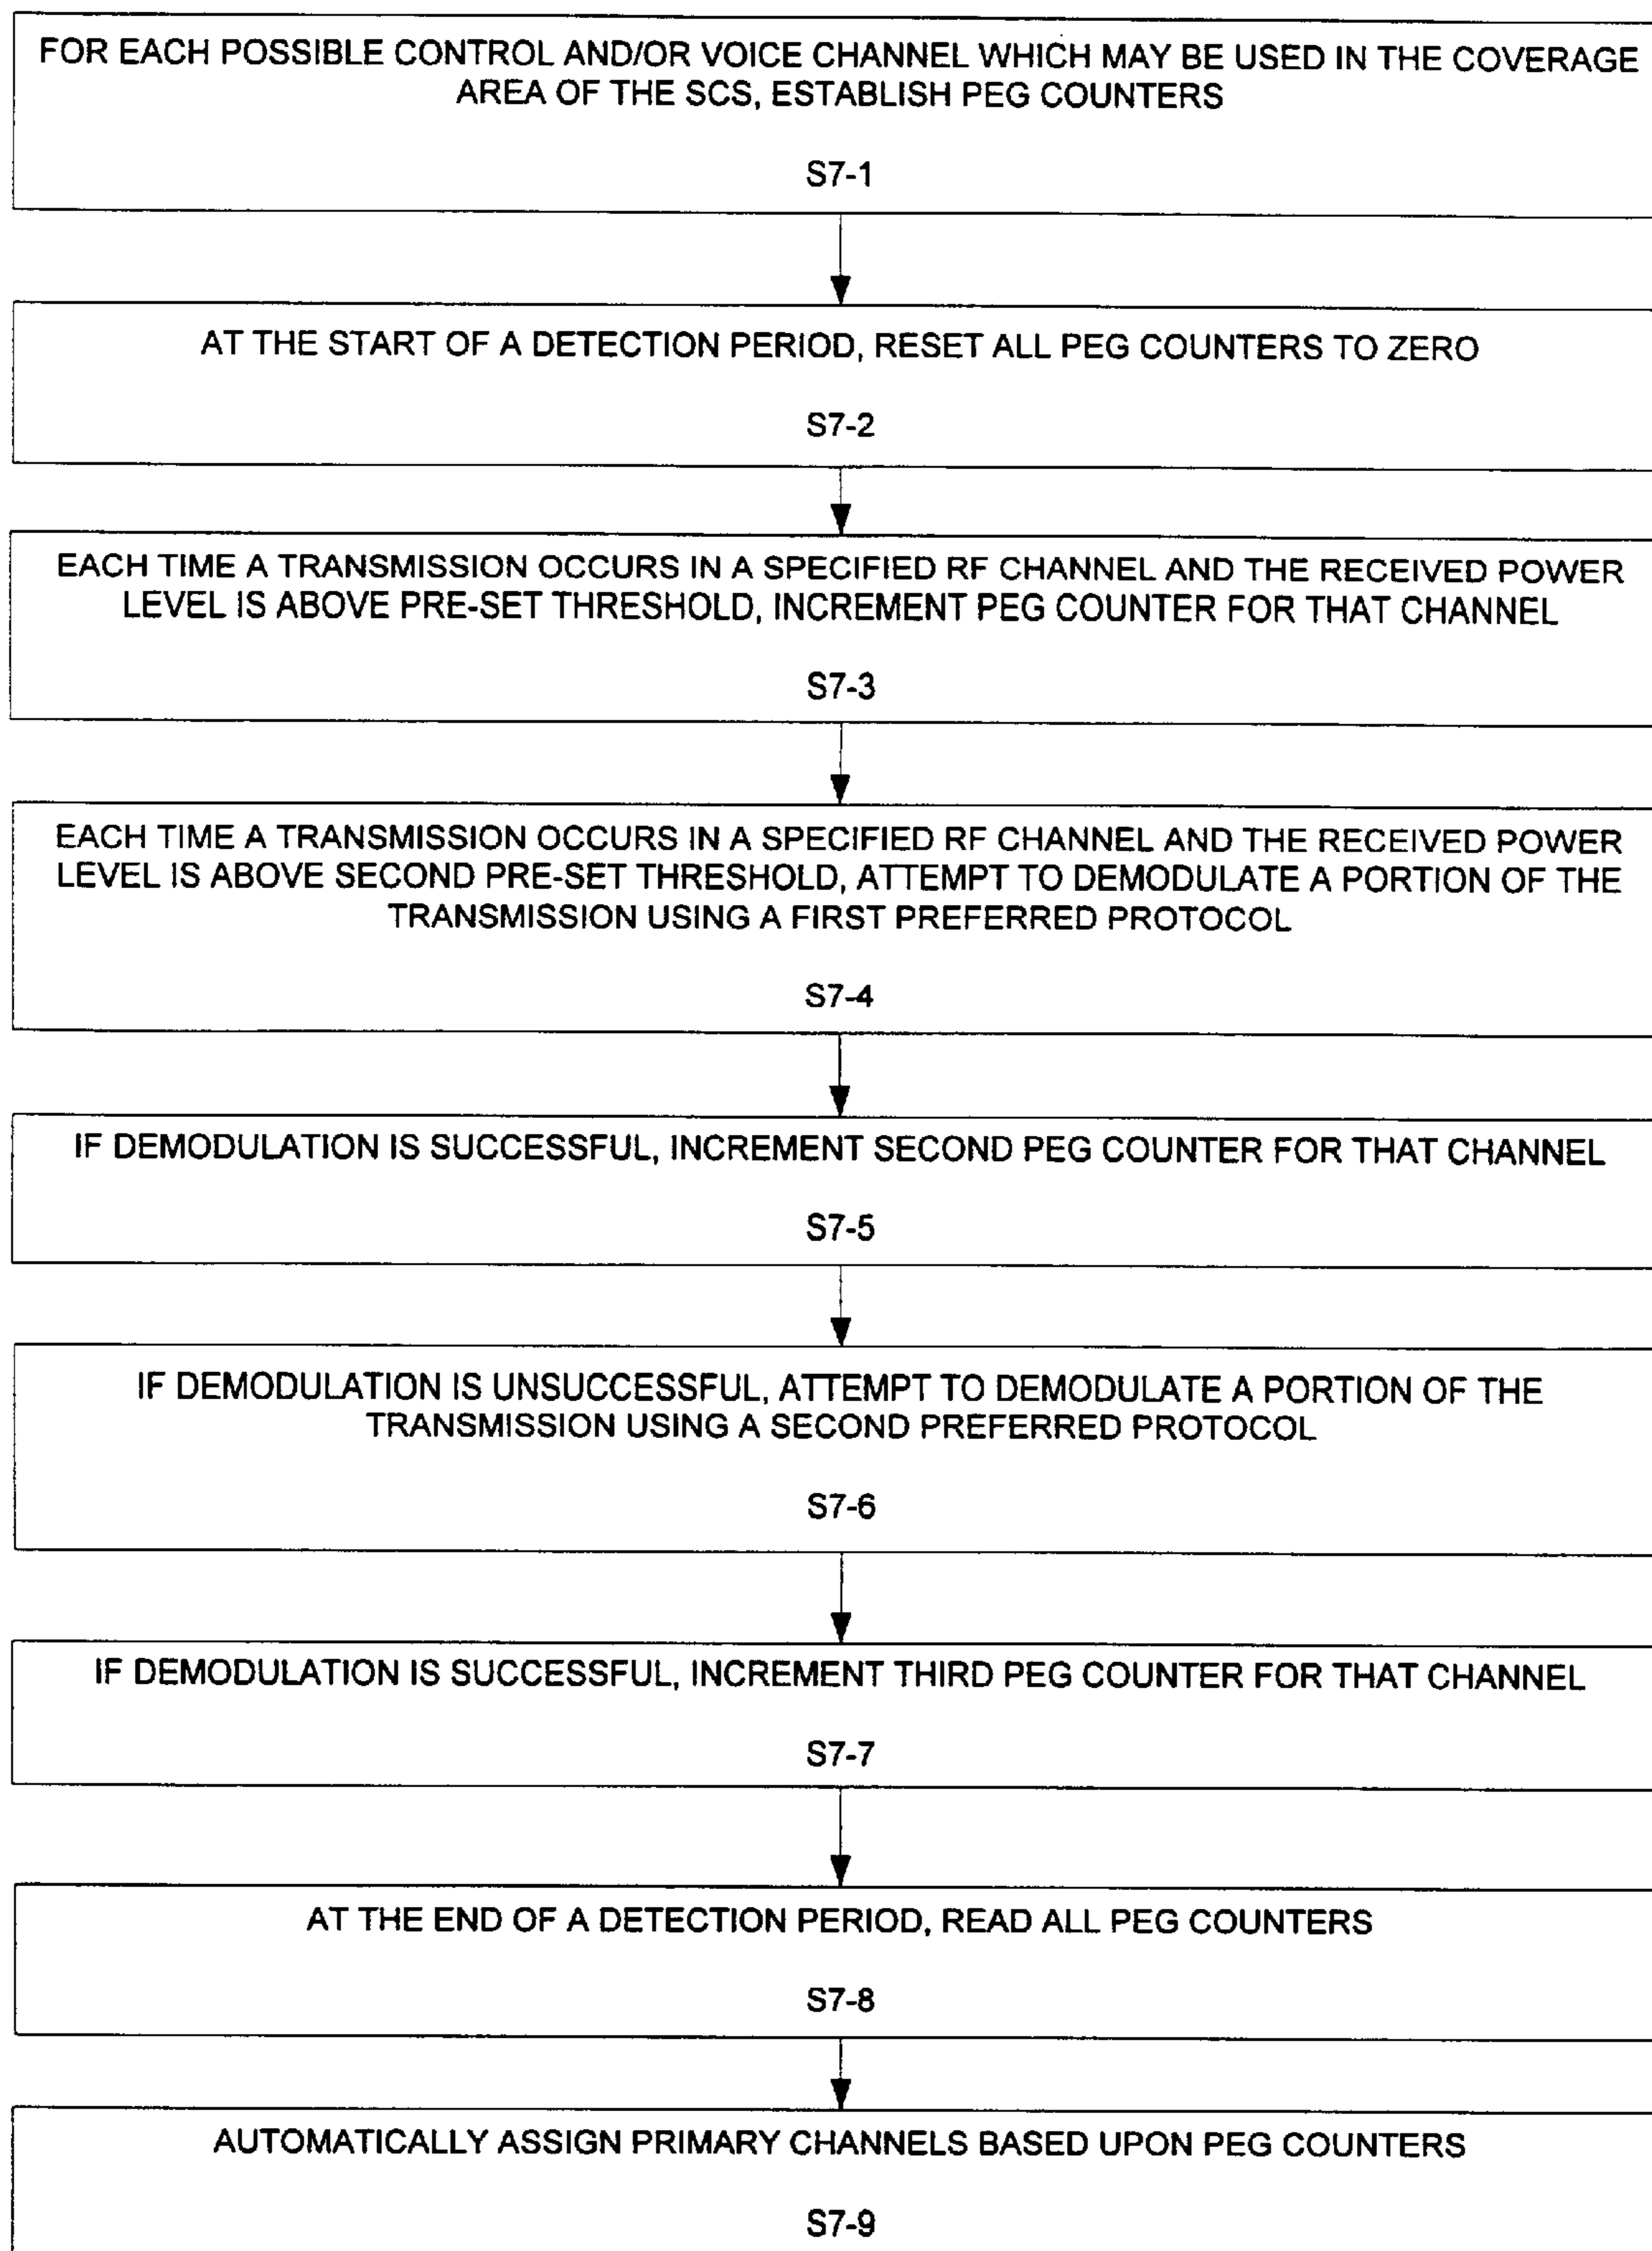 FOR EACH POSSIBLE CONTROL AND/OR VOICE CHANNEL WHICH MAY BE USED IN THE COVERAGE
AREA OF THE SCS, ESTABLISH PEG COUNTERS
S7-1
AT THE START OF A DETECTION PERIOD, RESET ALL PEG COUNTERS TO ZERO
S7-2
EACH TIME A TRANSMISSION OCCURS IN A SPECIFIED RF CHANNEL AND THE RECEIVED POWER
LEVEL IS ABOVE PRE-SET THRESHOLD, INCREMENT PEG COUNTER FOR THAT CHANNEL
S7-3
EACH TIME A TRANSMISSION OCCURS IN A SPECIFIED RF CHANNEL AND THE RECEIVED POWER
LEVEL IS ABOVE SECOND PRE-SET THRESHOLD, ATTEMPT TO DEMODULATE A PORTION OF THE
TRANSMISSION USING A FIRST PREFERRED PROTOCOL
S7-4
IF DEMODULATION IS SUCCESSFUL, INCREMENT SECOND PEG COUNTER FOR THAT CHANNEL
S7-5
IF DEMODULATION IS UNSUCCESSFUL, ATTEMPT TO DEMODULATE A PORTION OF THE
TRANSMISSION USING A SECOND PREFERRED PROTOCOL
S7-6
IF DEMODULATION IS SUCCESSFUL, INCREMENT THIRD PEG COUNTER FOR THAT CHANNEL
S7-7
AT THE END OF A DETECTION PERIOD, READ ALL PEG COUNTERS
S7-8
AUTOMATICALLY ASSIGN PRIMARY CHANNELS BASED UPON PEG COUNTERS
S7-9